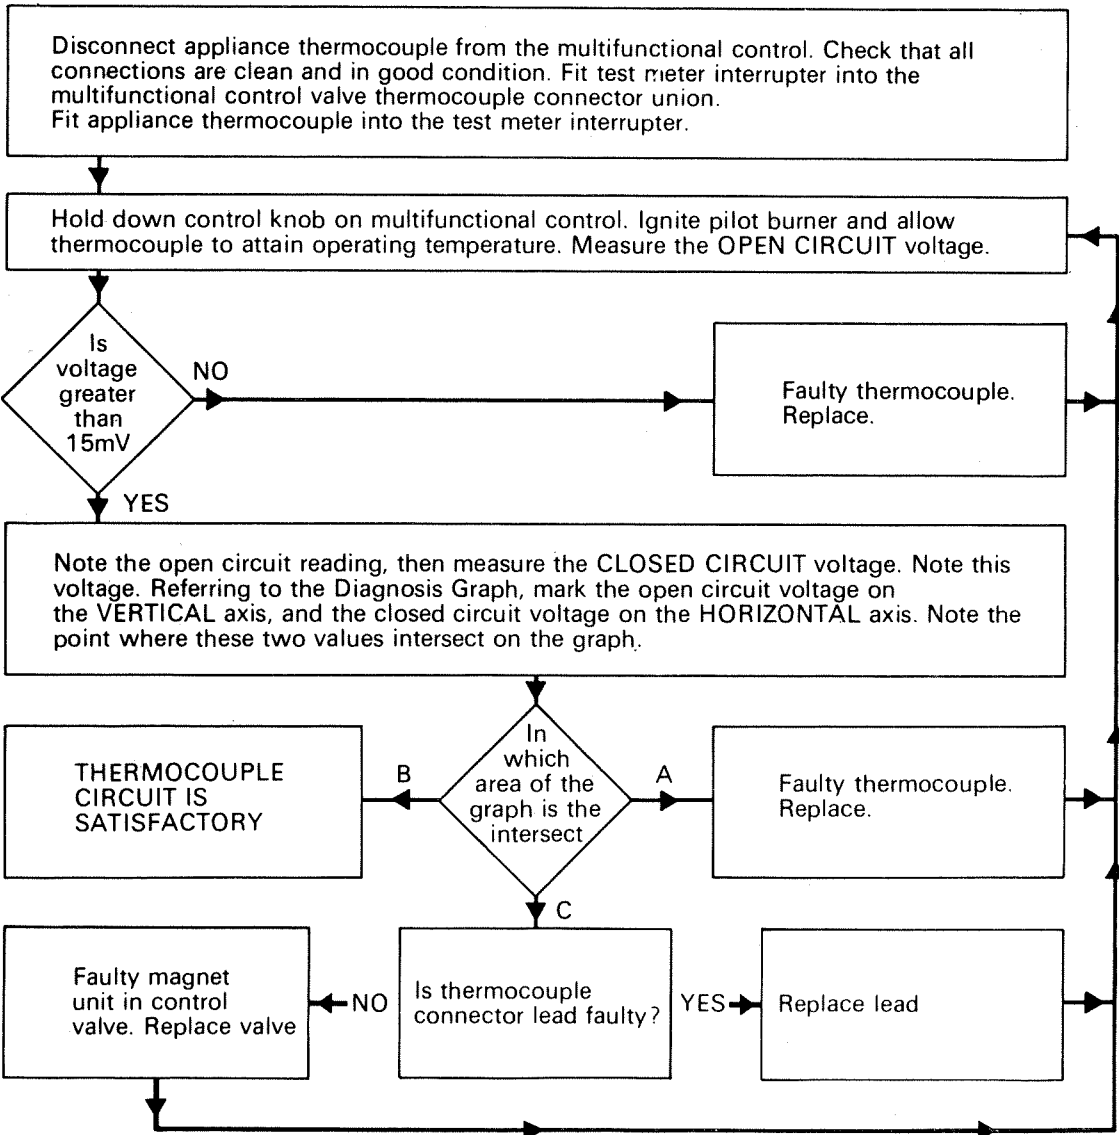 Disconnect appliance thermocouple from the multifunctional control. Check that all
connections are clean and in good condition. Fit test meter interrupter into the
multifunctional control valve thermocouple connector union.
Fit appliance thermocouple into the test meter interrupter.
Hold down control knob on multifunctional control. Ignite pilot burner and allow
thermocouple to attain operating temperature. Measure the OPEN CIRCUIT voltage.
Is
voltage
greater
than
15mV
NO
Faulty thermocouple.
Replace.
YES
Note the open circuit reading, then measure the CLOSED CIRCUIT voltage. Note this
voltage. Referring to the Diagnosis Graph, mark the open circuit voltage on
the VERTICAL axis, and the closed circuit voltage on the HORIZONTAL axis. Note the
point where these two values intersect on the graph.
In
which
area of the
graph is the
intersect
B
THERMOCOUPLE
CIRCUIT IS
SATISFACTORY
A
Faulty thermocouple.
Replace.
C
Is thermocouple
connector lead faulty?
NO
Faulty magnet
unit in control
valve. Replace valve
YES
Replace lead